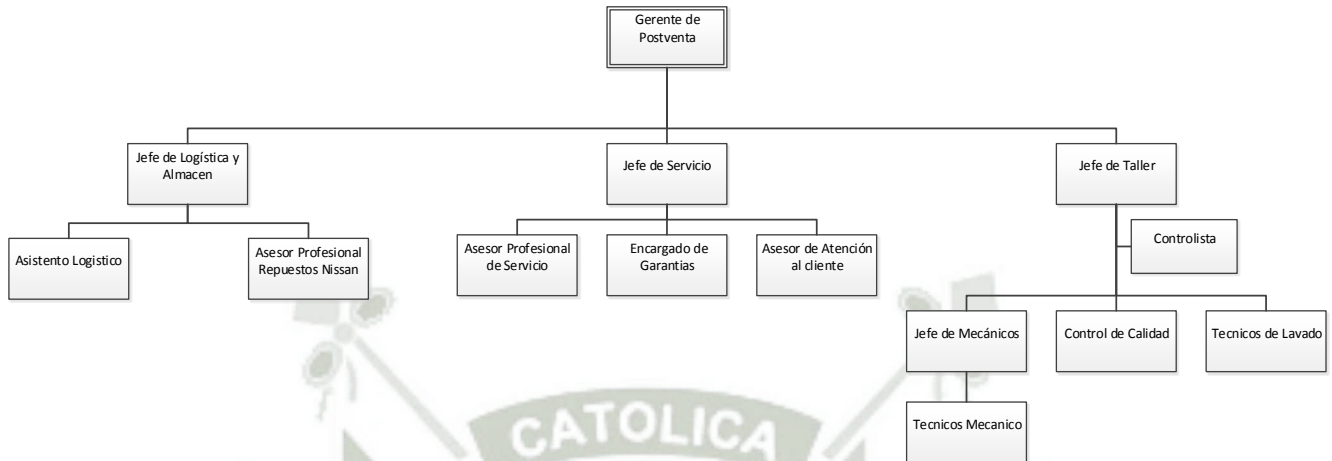 Gerente de
Postventa
Jefe de Logística y
Almacen
Jefe de Servicio
Jefe de Taller
Asistento Logistico
Asesor Profesional
Repuestos Nissan
Asesor Profesional
de Servicio
Encargado de
Garantias
Asesor de Atención
al cliente
Controlista
Jefe de Mecánicos
Control de Calidad
Tecnicos de Lavado
Tecnicos Mecanico
CATOLICA